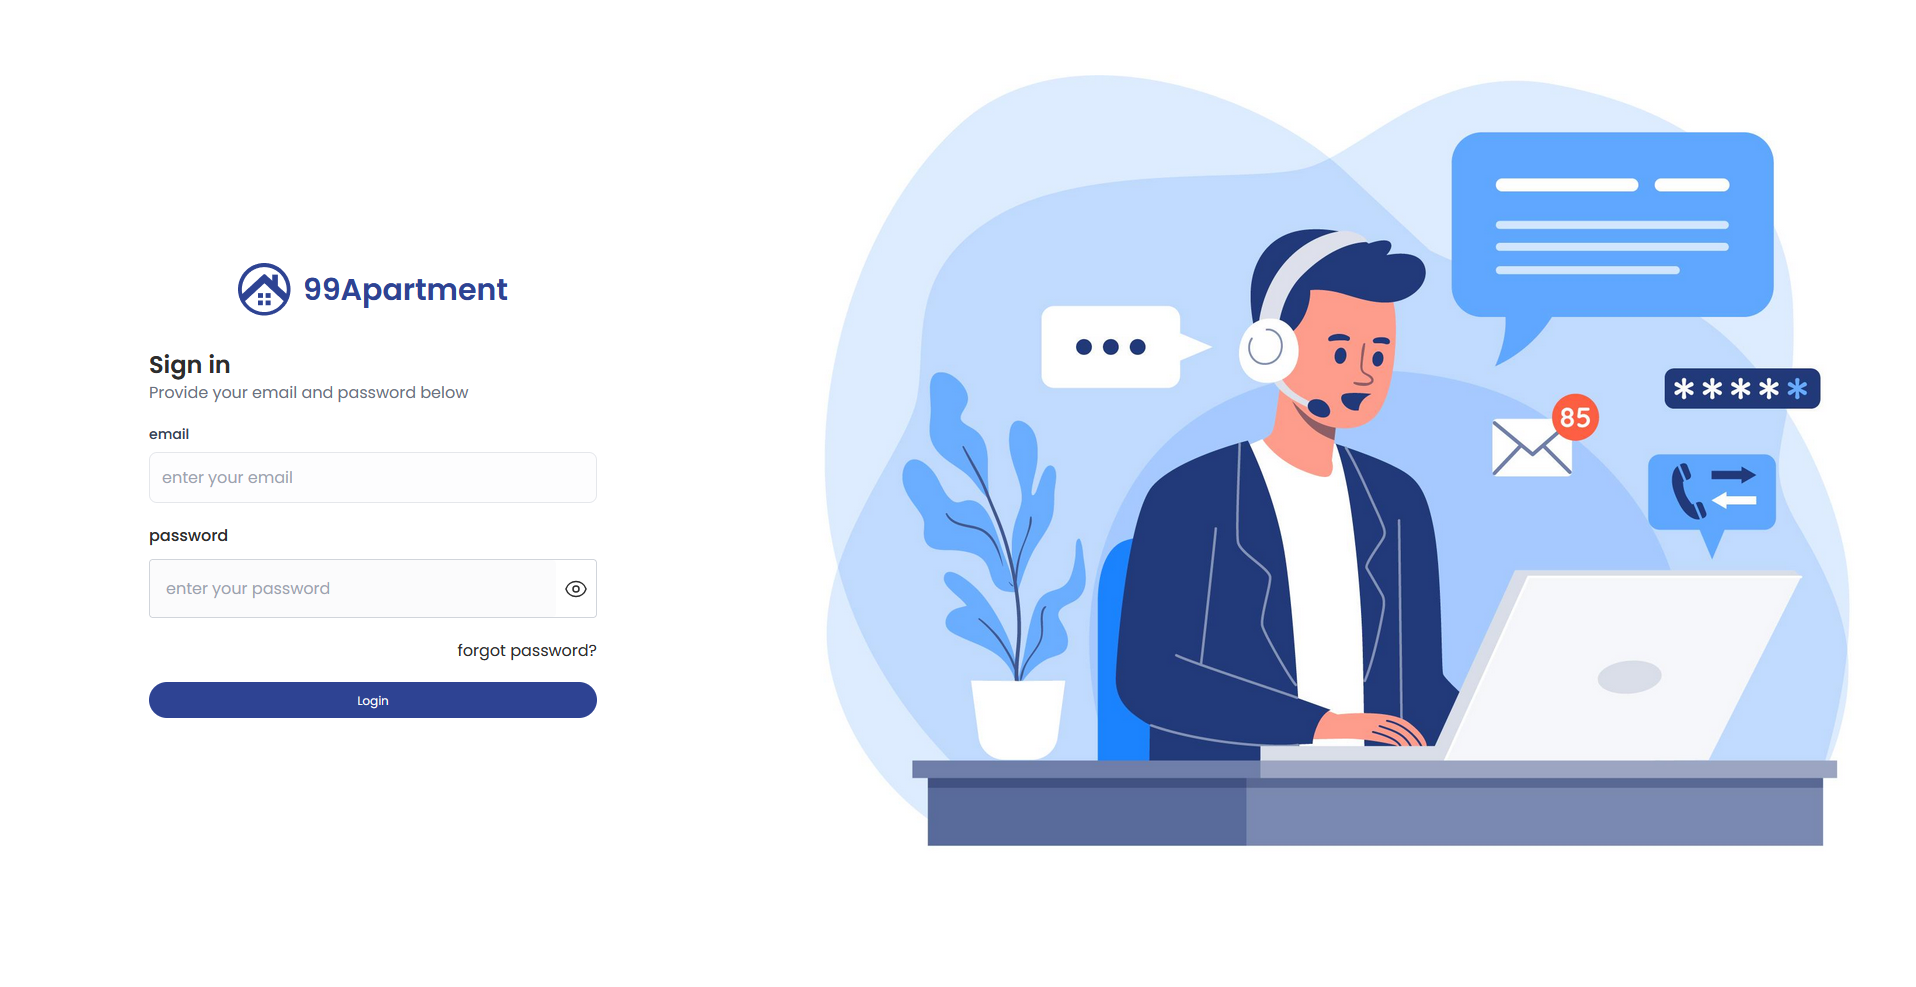 99Apartment
Sign in
Provide your email and password below
email
enter your email
password
enter your password
forgot password?
Login
85
*****